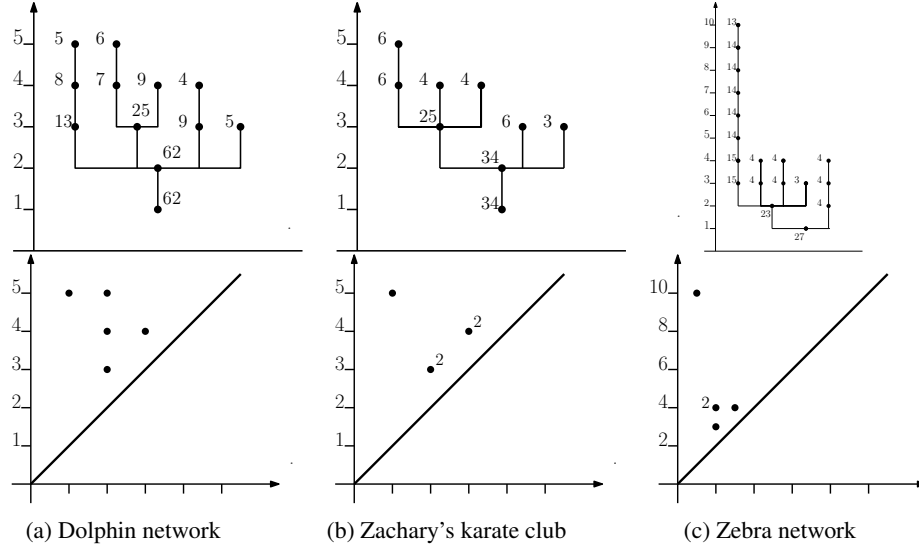 5 5 6
4 8 7 9 4
3 13 25 9 5
2 62
1 62
5 6
4 6 4 4
3 25 6 3
2 34
1 34
10 13
9 14
8 14
7 14
6 14
5 14
4 15 4 4 4
3 15 4 4 3 4
2 23 4
1 27
5
4
3
2
1
5
4 2
3 2
2
1
10
8
6
4 2
2
(a) Dolphin network
(b) Zachary's karate club
(c) Zebra network